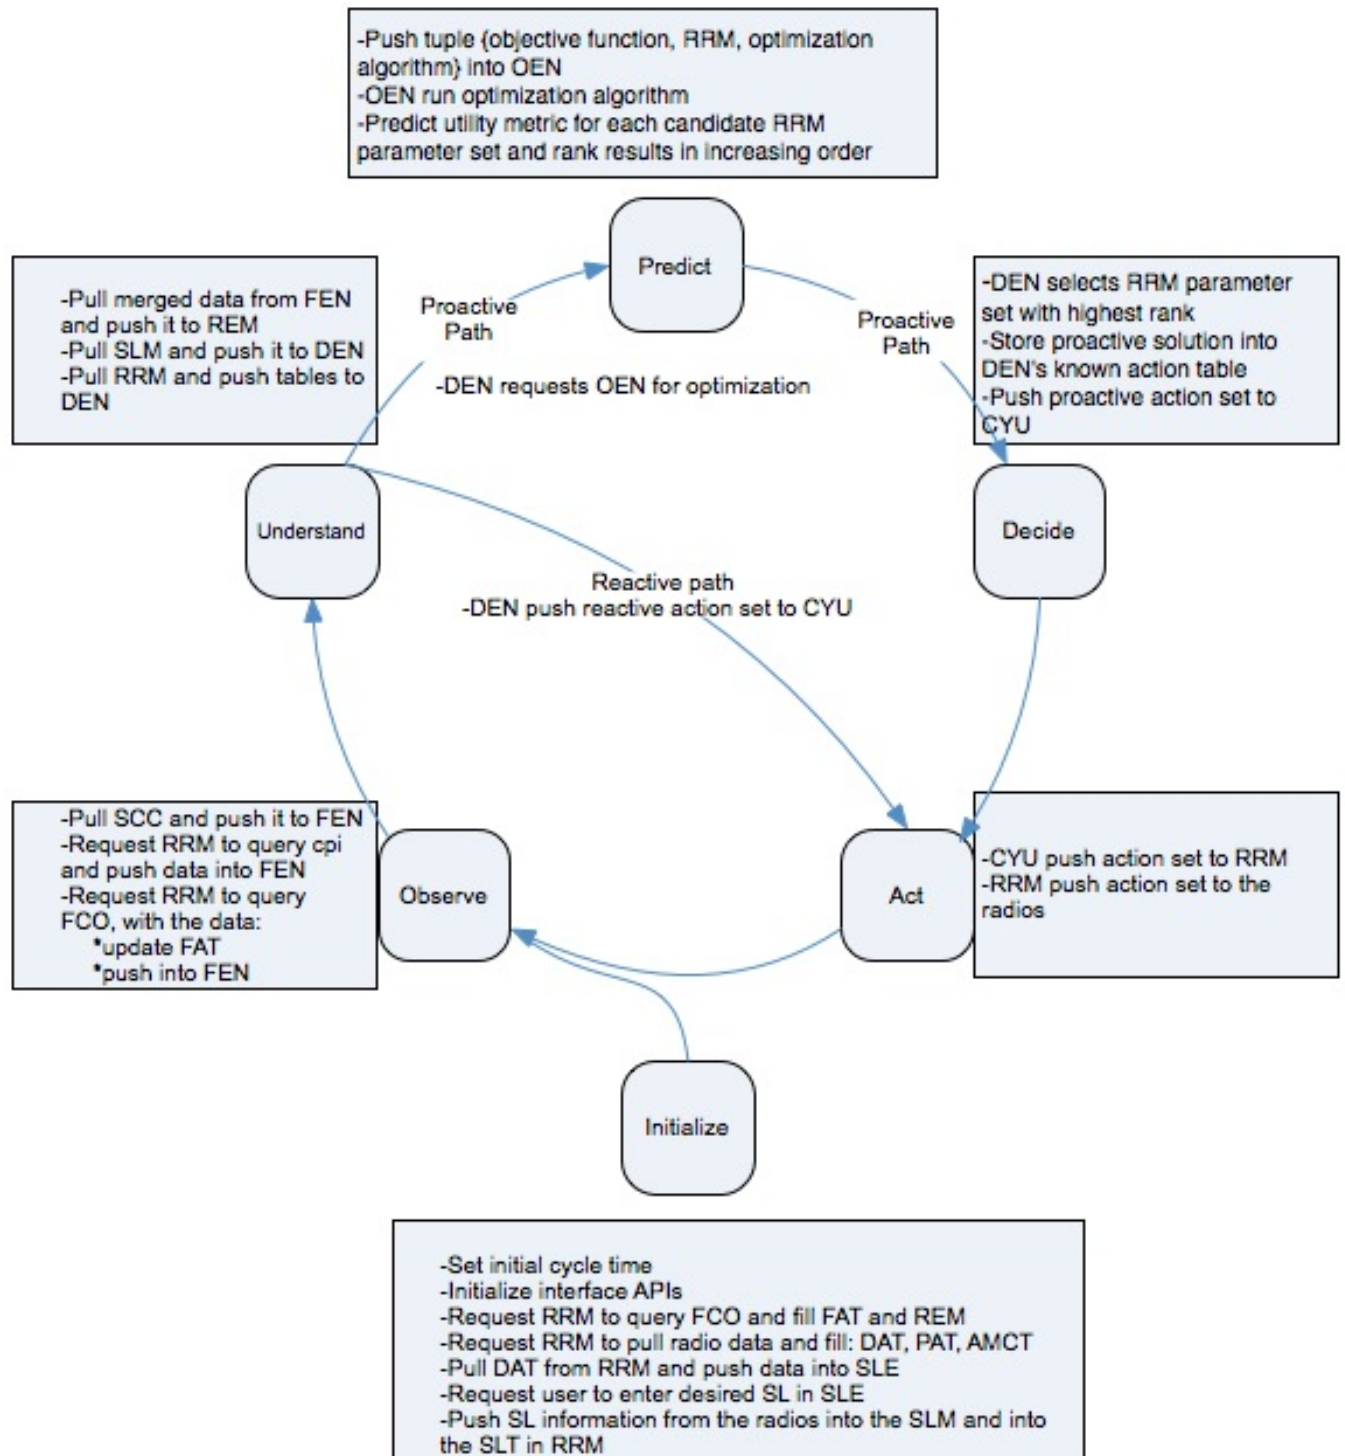 -Push tuple {objective function, RRM, optimization
algorithm} into OEN
-OEN run optimization algorithm
-Predict utility metric for each candidate RRM
parameter set and rank results in increasing order
Predict
-Pull merged data from FEN
and push it to REM
-Pull SLM and push it to DEN
-Pull RRM and push tables to
DEN
Proactive
Path
Proactive
Path
-DEN selects RRM parameter
set with highest rank
-Store proactive solution into
DEN's known action table
-Push proactive action set to
CYU
-DEN requests OEN for optimization
Understand
Decide
Reactive path
-DEN push reactive action set to CYU
-Pull SCC and push it to FEN
-Request RRM to query cpi
and push data into FEN
-Request RRM to query
FCO, with the data:
*update FAT
*push into FEN
Observe
Act
-CYU push action set to RRM
-RRM push action set to the
radios
Initialize
-Set initial cycle time
-Initialize interface APIs
-Request RRM to query FCO and fill FAT and REM
-Request RRM to pull radio data and fill: DAT, PAT, AMCT
-Pull DAT from RRM and push data into SLE
-Request user to enter desired SL in SLE
-Push SL information from the radios into the SLM and into
the SLT in RRM